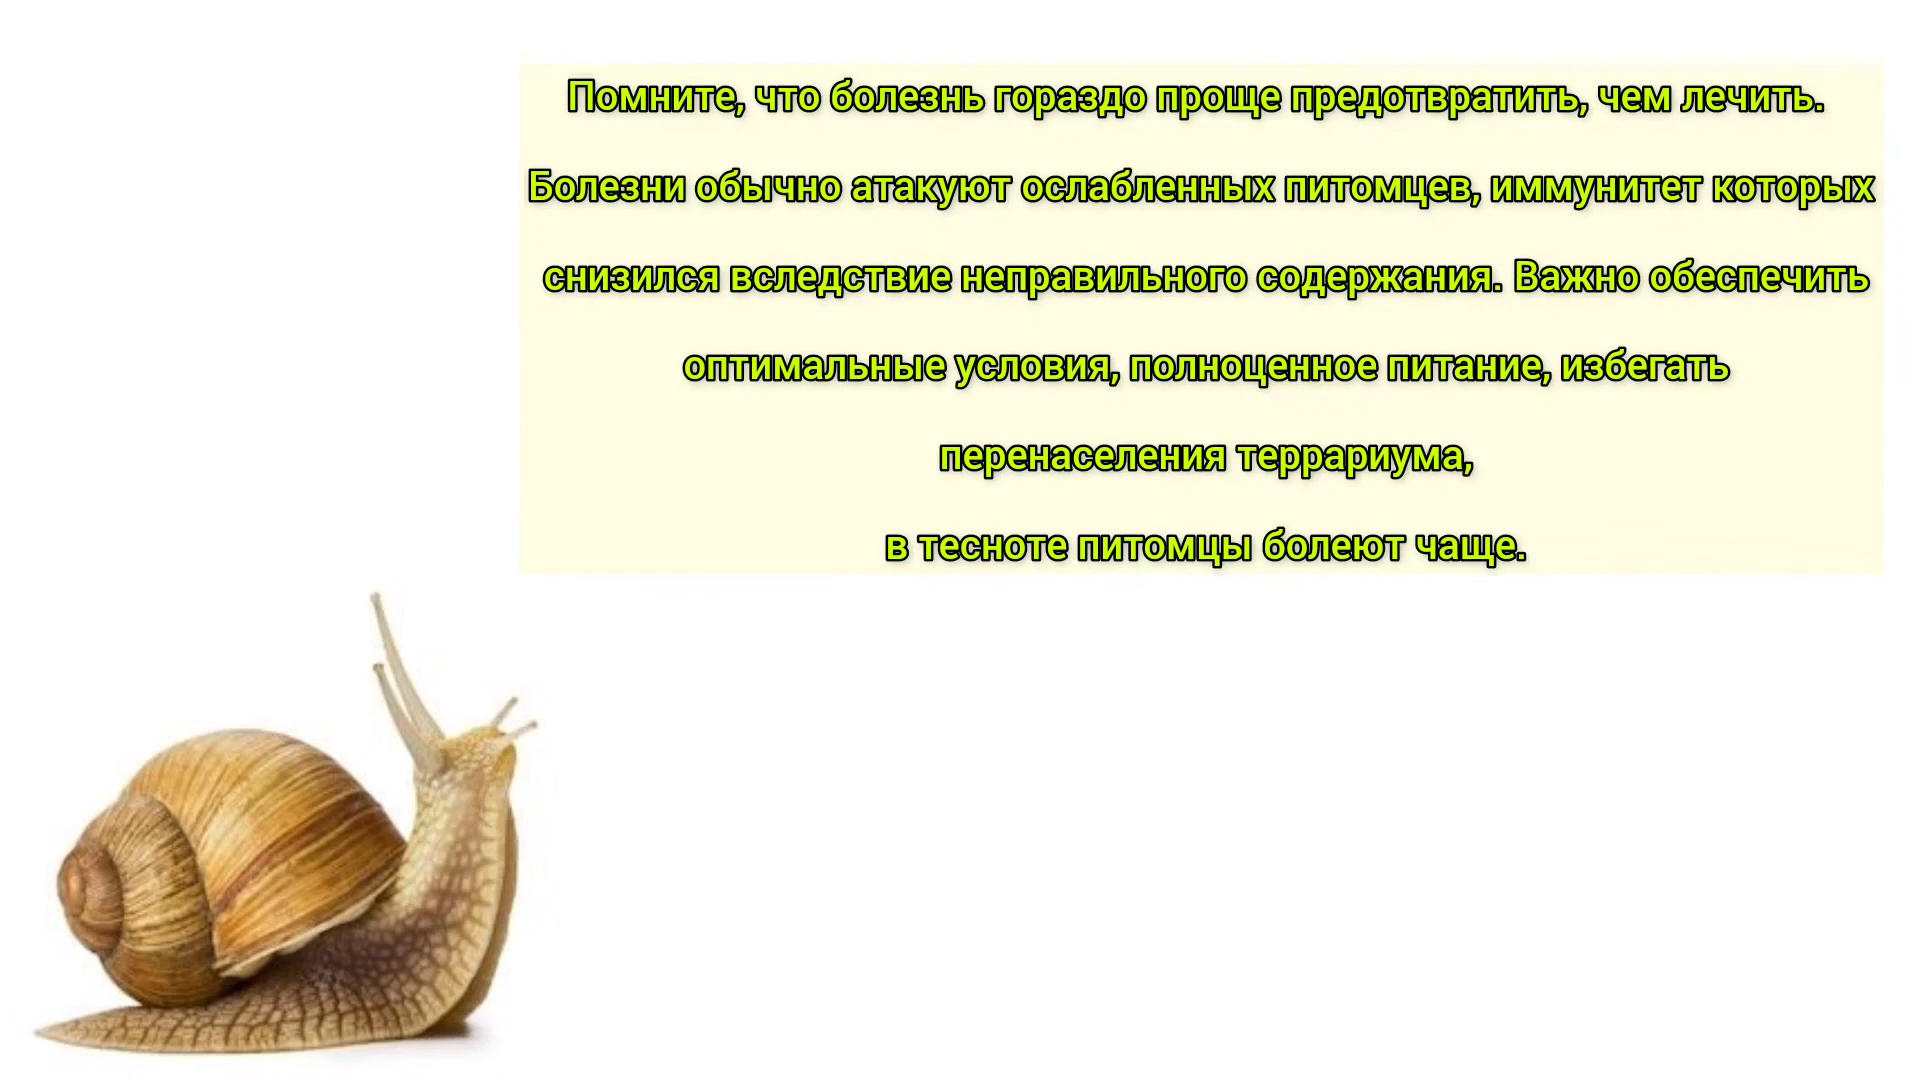 Помните, что болезнь гораздо проще предотвратить, чем лечить.
Болезни обычно атакуют ослабленных питомцев, иммунитет которых
снизился вследствие неправильного содержания. Важно обеспечить
оптимальные условия, полноценное питание, избегать
перенаселения террариума,
в тесноте питомцы болеют чаще.